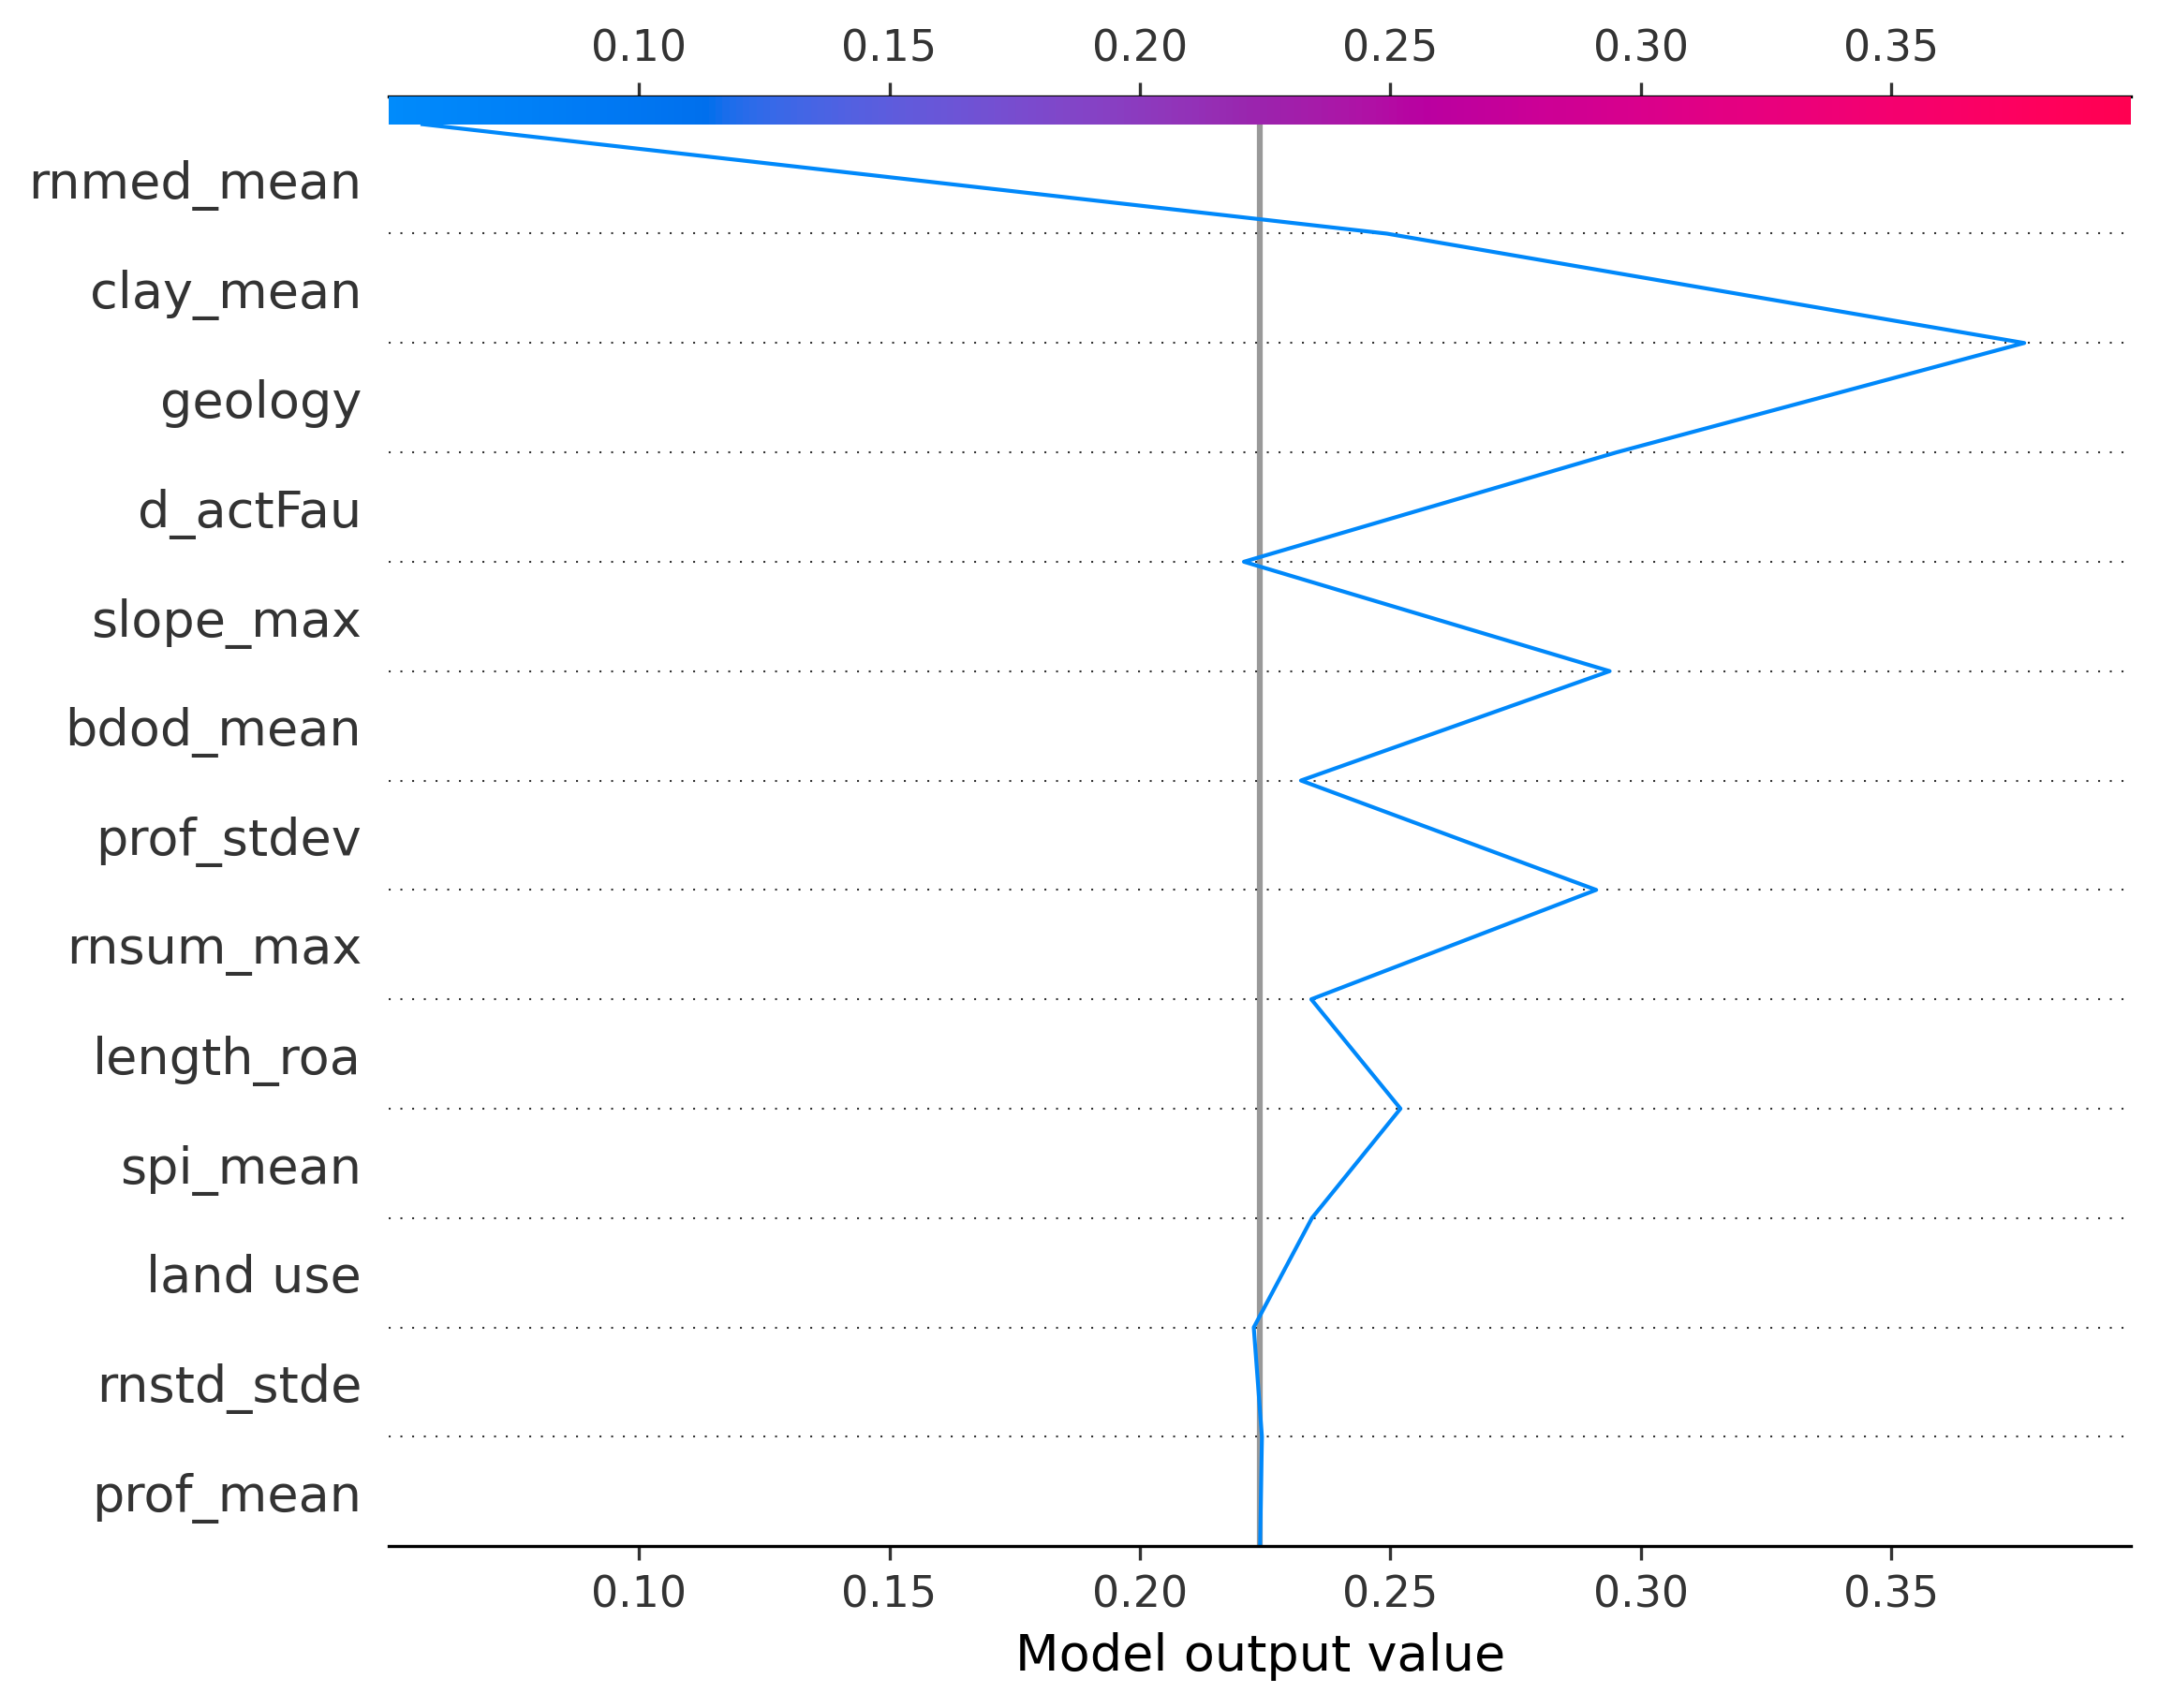 0.10 0.15 0.20 0.25 0.30 0.35
rnmed_mean
clay_mean
geology
d_actFau
slope_max
bdod_mean
prof_stdev
rnsum_max
length_roa
spi_mean
land use
rnstd_stde
prof_mean
0.10 0.15 0.20 0.25 0.30 0.35
Model output value